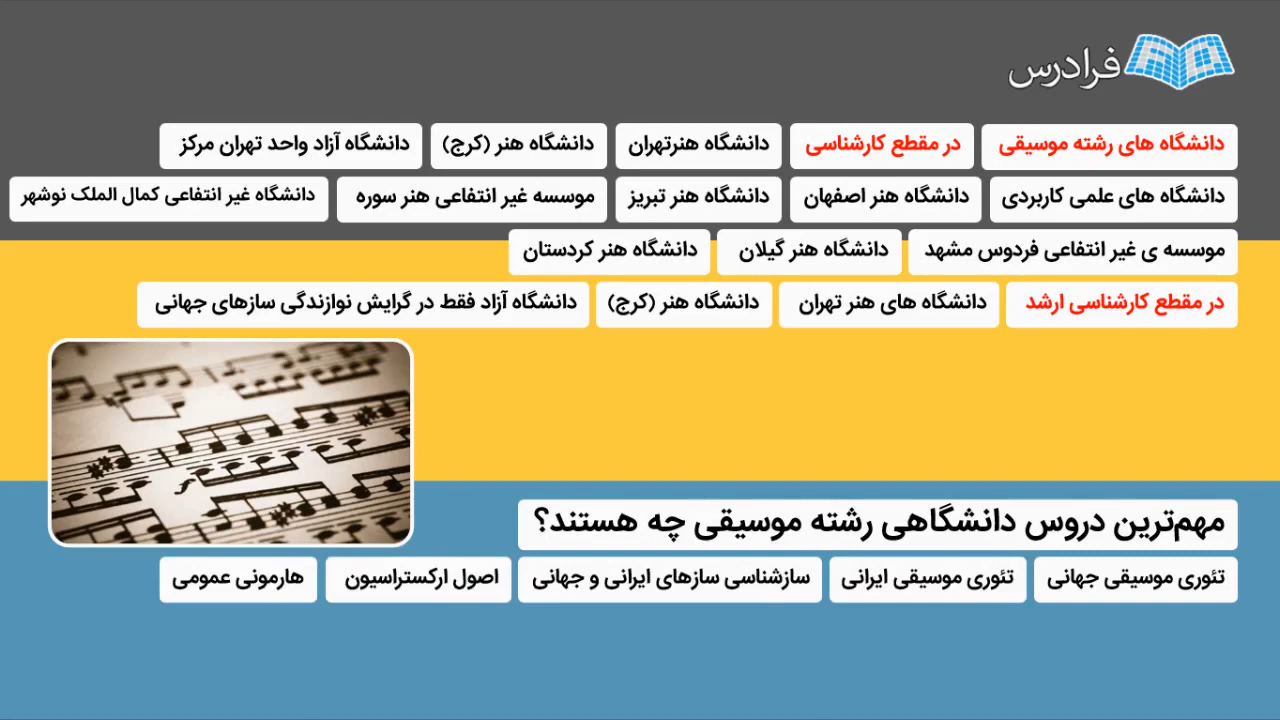 فرادرس
دانشگاه های رشته موسیقی در مقطع کارشناسی دانشگاه هنرتهران دانشگاه هنر (کرج) دانشگاه آزاد واحد تهران مرکز
دانشگاه های علمی کاربردی دانشگاه هنر اصفهان دانشگاه هنر تبریز موسسه غیر انتفاعی هنر سوره دانشگاه غیر انتفاعی کمال الملک نوشهر
موسسه ی غیر انتفاعی فردوس مشهد دانشگاه هنر گیلان دانشگاه هنر کردستان
در مقطع کارشناسی ارشد دانشگاه های هنر تهران دانشگاه هنر (کرج) دانشگاه آزاد فقط در گرایش نوازندگی سازهای جهانی
مهم‌ترین دروس دانشگاهی رشته موسیقی چه هستند؟
تئوری موسیقی جهانی تئوری موسیقی ایرانی سازشناسی سازهای ایرانی و جهانی اصول ارکستراسیون هارمونی عمومی